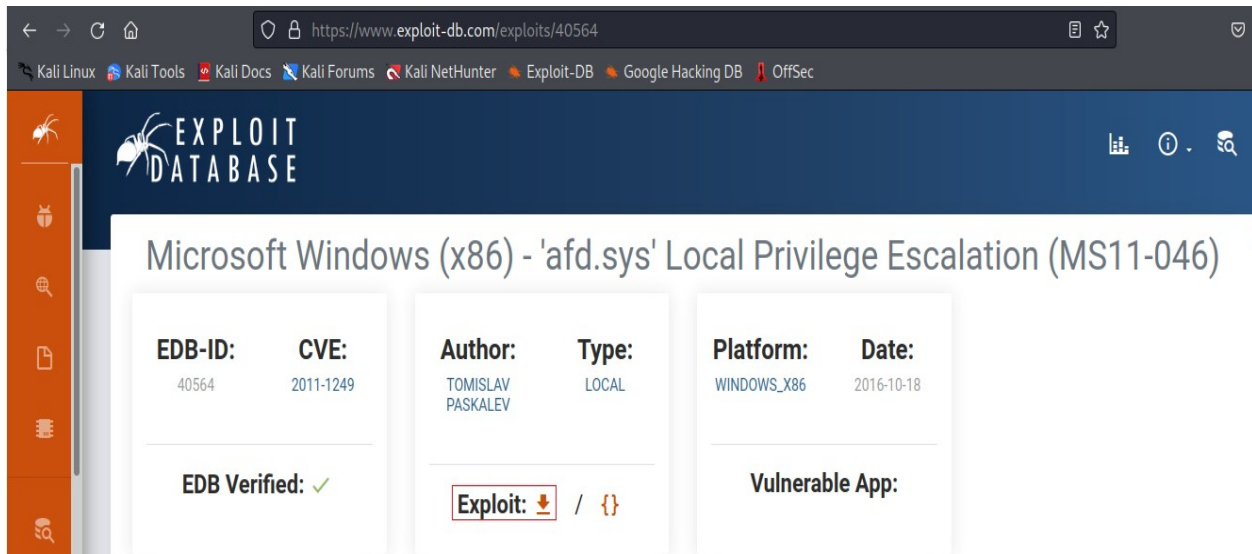 https://www.exploit-db.com/exploits/40564
Kali Linux Kali Tools Kali Docs Kali Forums Kali NetHunter Exploit-DB Google Hacking DB OffSec
EXPLOIT
DATABASE
Microsoft Windows (x86) - 'afd.sys' Local Privilege Escalation (MS11-046)
EDB-ID:
40564
CVE:
2011-1249
EDB Verified:
Author:
TOMISLAV
PASKALEV
Type:
LOCAL
Exploit: / {}
Platform:
WINDOWS_X86
Date:
2016-10-18
Vulnerable App: